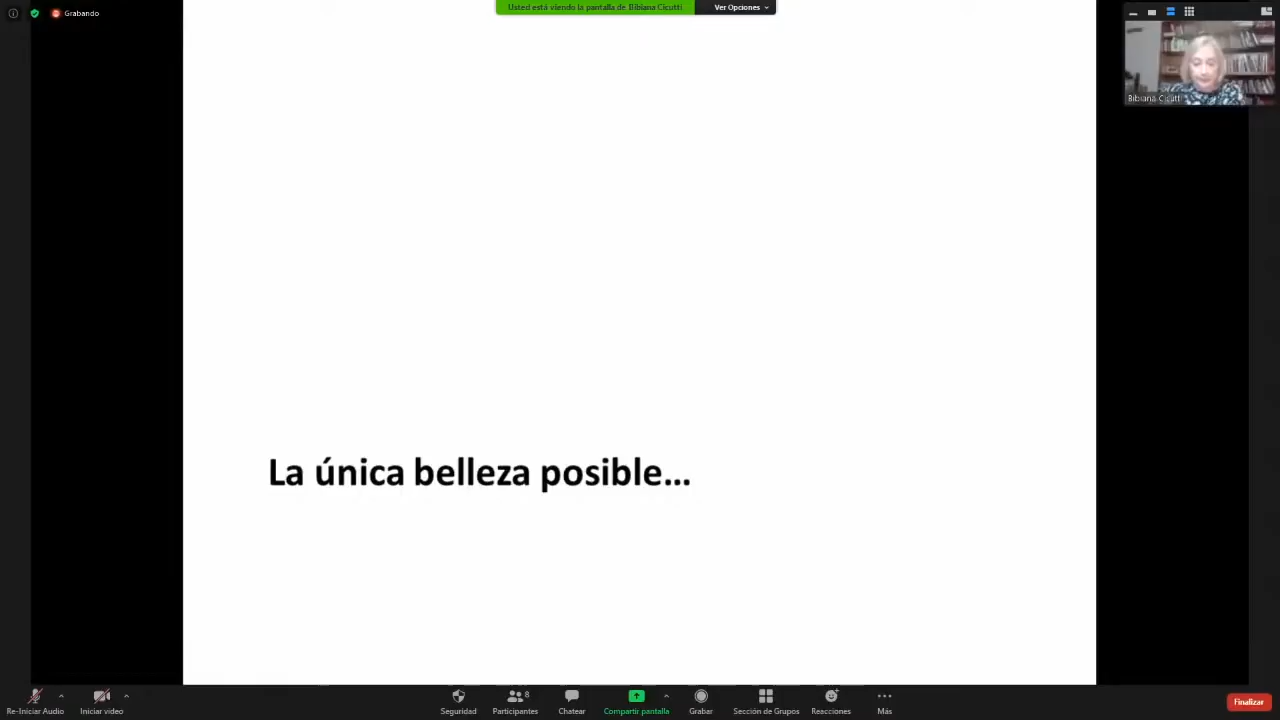 Grabando
Usted está viendo la pantalla de Bibiana Cicutti
Ver Opciones
Bibiana Cicutti
La única belleza posible...
Re-Iniciar Audio
Iniciar video
Seguridad
Participantes
8
Chatear
Compartir pantalla
Grabar
Sección de Grupos
Reacciones
Más
Finalizar